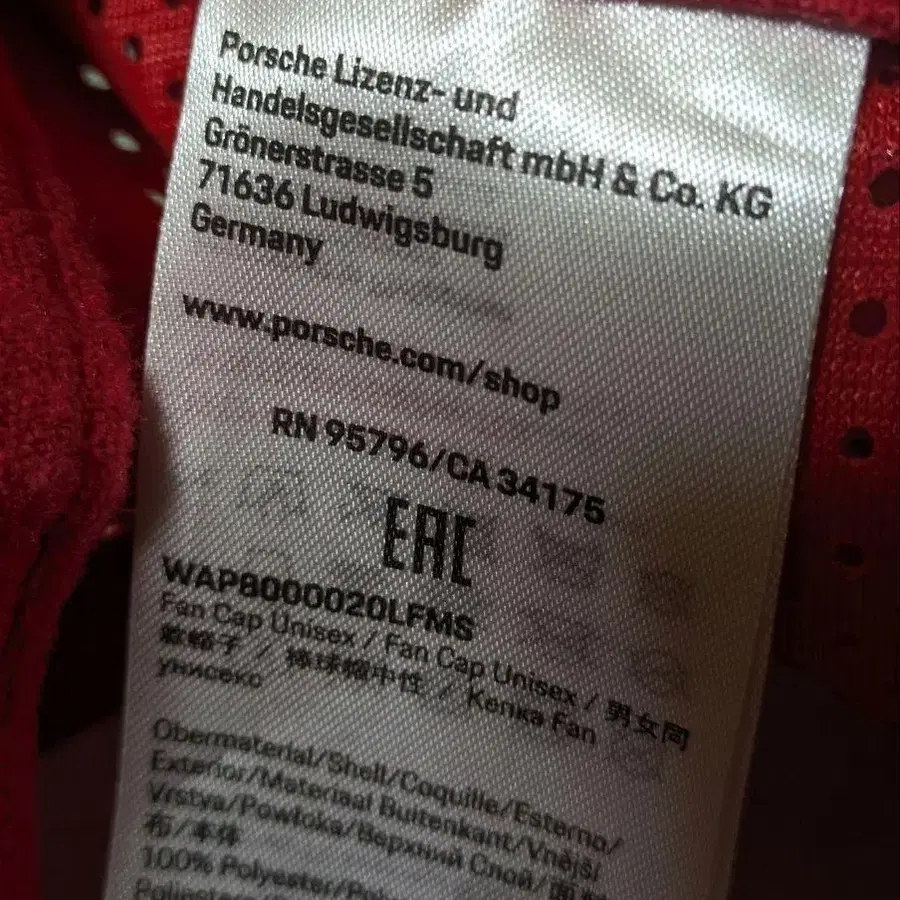 Porsche Lizenz- und
Handelsgesellschaft mbH & Co. KG
Grönerstrasse 5
71636 Ludwigsburg
Germany
www.porsche.com/shop
RN 95796/CA 34175
EAC
WAP8000020LFMS
Fan Cap Unisex / Fan Cap Unisex / 男女同
款帽子 / 棒球帽中性 / Кепка Fan
унисекс
Obermaterial/Shell/Coquille/Esterno/
Exterior/Materiaal Buitenkant/Vnější
Vrstva/Powłoka/Верхний Слой/面
布/本体
100% Polyester/